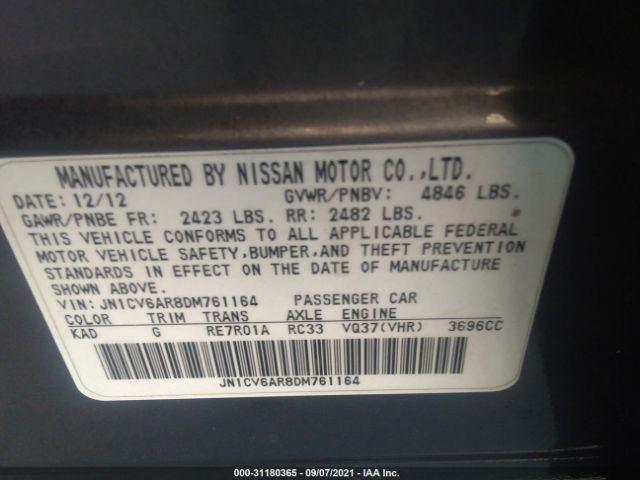 MANUFACTURED BY NISSAN MOTOR CO.,LTD.
DATE: 12/12 GVWR/PNBV: 4846 LBS.
GAWR/PNBE FR: 2423 LBS. RR: 2482 LBS.
THIS VEHICLE CONFORMS TO ALL APPLICABLE FEDERAL
MOTOR VEHICLE SAFETY,BUMPER,AND THEFT PREVENTION
STANDARDS IN EFFECT ON THE DATE OF MANUFACTURE
SHOWN ABOVE.
VIN: JN1CV6AR8DM761164 PASSENGER CAR
COLOR TRIM TRANS AXLE ENGINE
KAD G RE7R01A RC33 VQ37(VHR) 3696CC
JN1CV6AR8DM761164
000-31180365 - 09/07/2021 - IAA Inc.